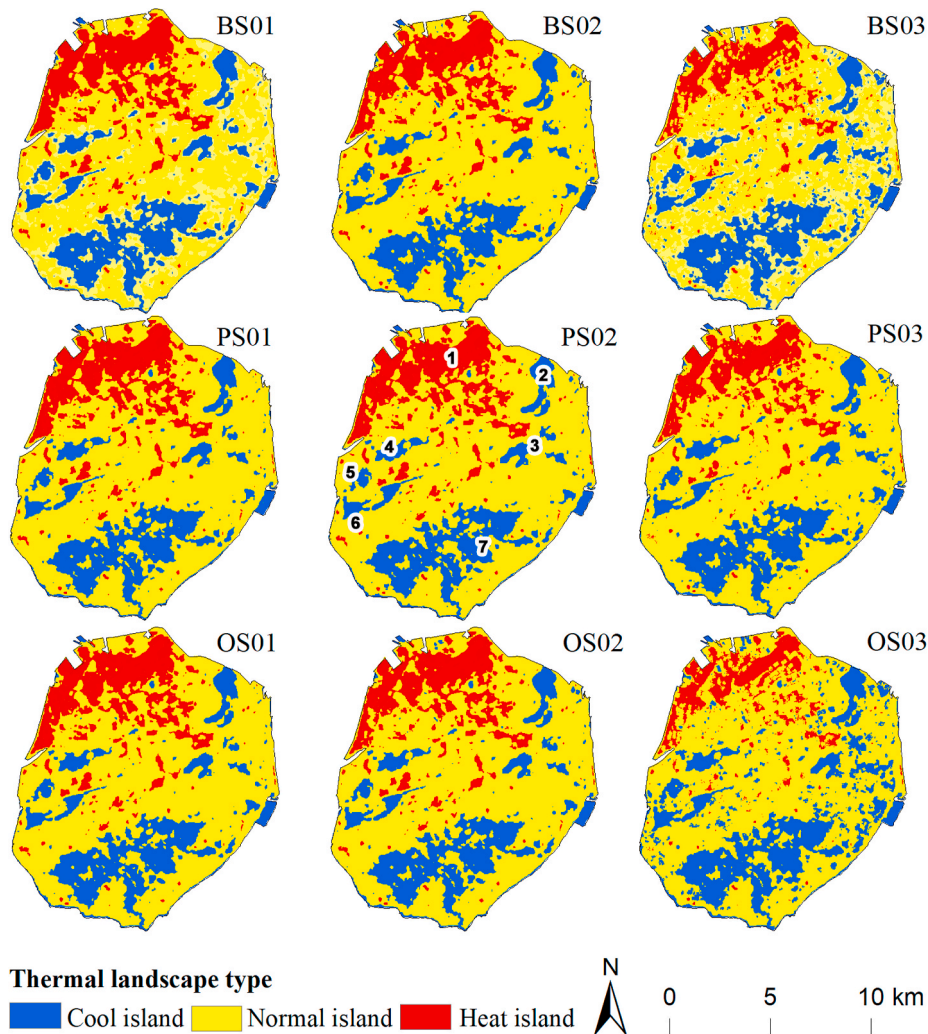 BS01
BS02
BS03
PS01
PS02
PS03
1
2
3
4
5
6
7
OS01
OS02
OS03
Thermal landscape type
Cool island Normal island Heat island
N
0 5 10 km